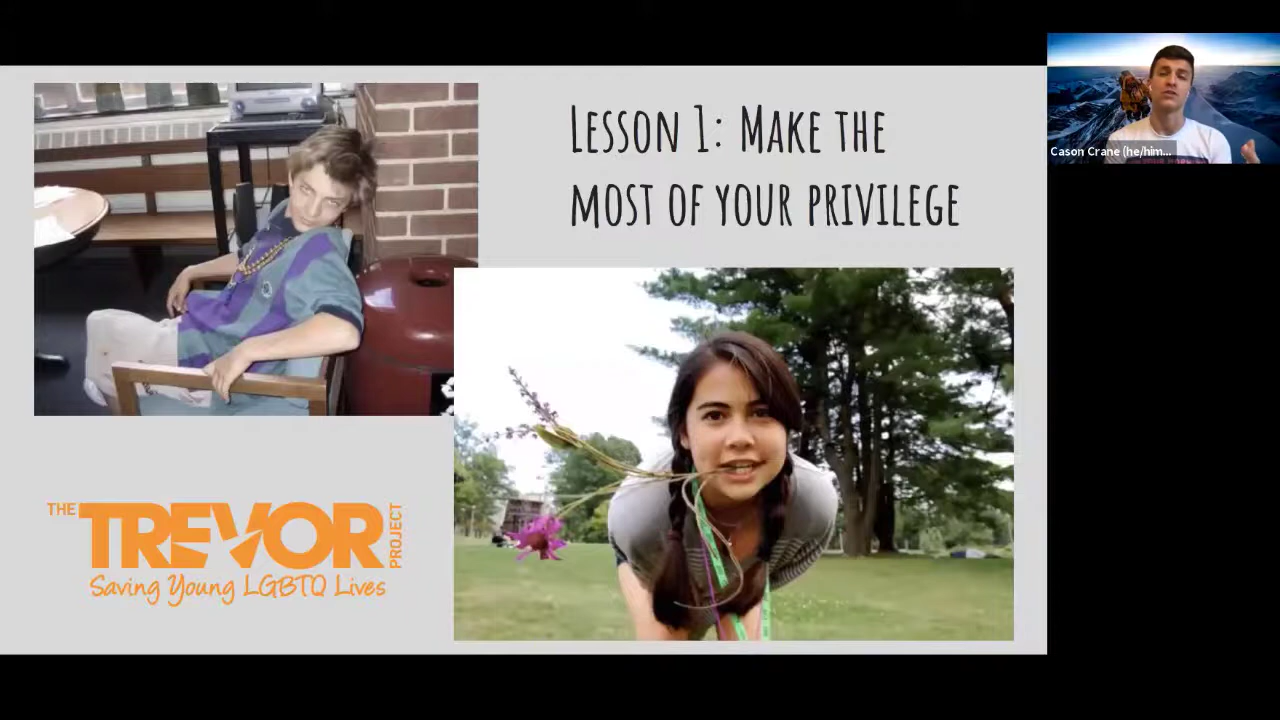 Lesson 1: Make the
most of your privilege
Cason Crane (he/him...
THE
TREVOR
PROJECT
Saving Young LGBTQ Lives